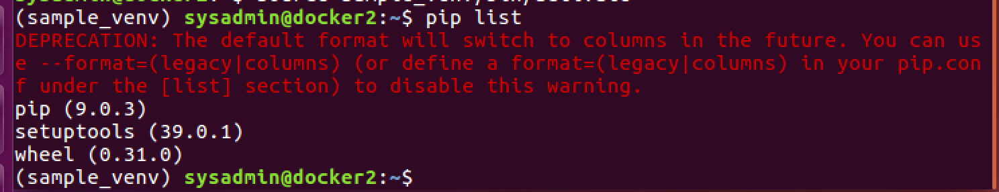 (sample_venv) sysadmin@docker2:~$ pip list
DEPRECATION: The default format will switch to columns in the future. You can us
e --format=(legacy|columns) (or define a format=(legacy|columns) in your pip.con
f under the [list] section) to disable this warning.
pip (9.0.3)
setuptools (39.0.1)
wheel (0.31.0)
(sample_venv) sysadmin@docker2:~$